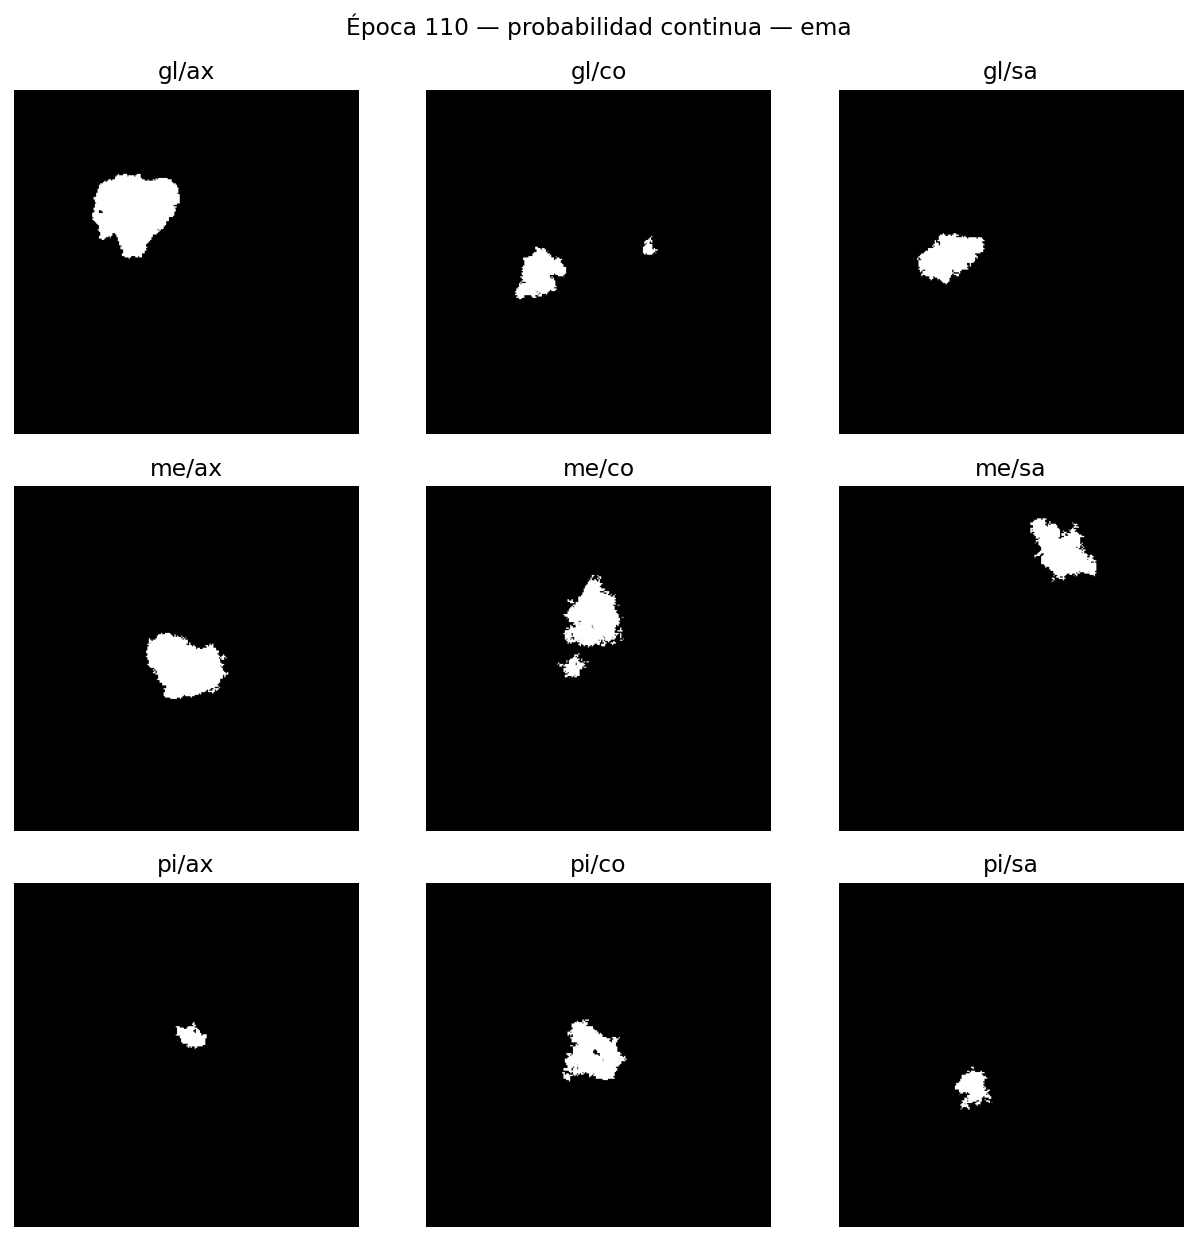 Época 110 — probabilidad continua — ema
gl/ax
gl/co
gl/sa
me/ax
me/co
me/sa
pi/ax
pi/co
pi/sa